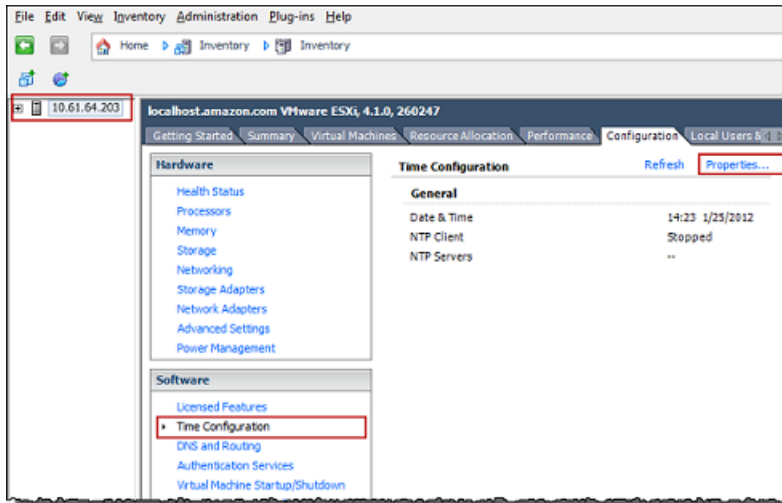 File Edit View Inventory Administration Plug-ins Help
Home Inventory Inventory
10.61.64.203
localhost.amazon.com VMware ESXi, 4.1.0, 260247
Getting Started Summary Virtual Machines Resource Allocation Performance Configuration Local Users &
Hardware
Health Status
Processors
Memory
Storage
Networking
Storage Adapters
Network Adapters
Advanced Settings
Power Management
Software
Licensed Features
Time Configuration
DNS and Routing
Authentication Services
Virtual Machine Startup/Shutdown
Time Configuration Refresh Properties...
General
Date & Time 14:23 1/25/2012
NTP Client Stopped
NTP Servers --